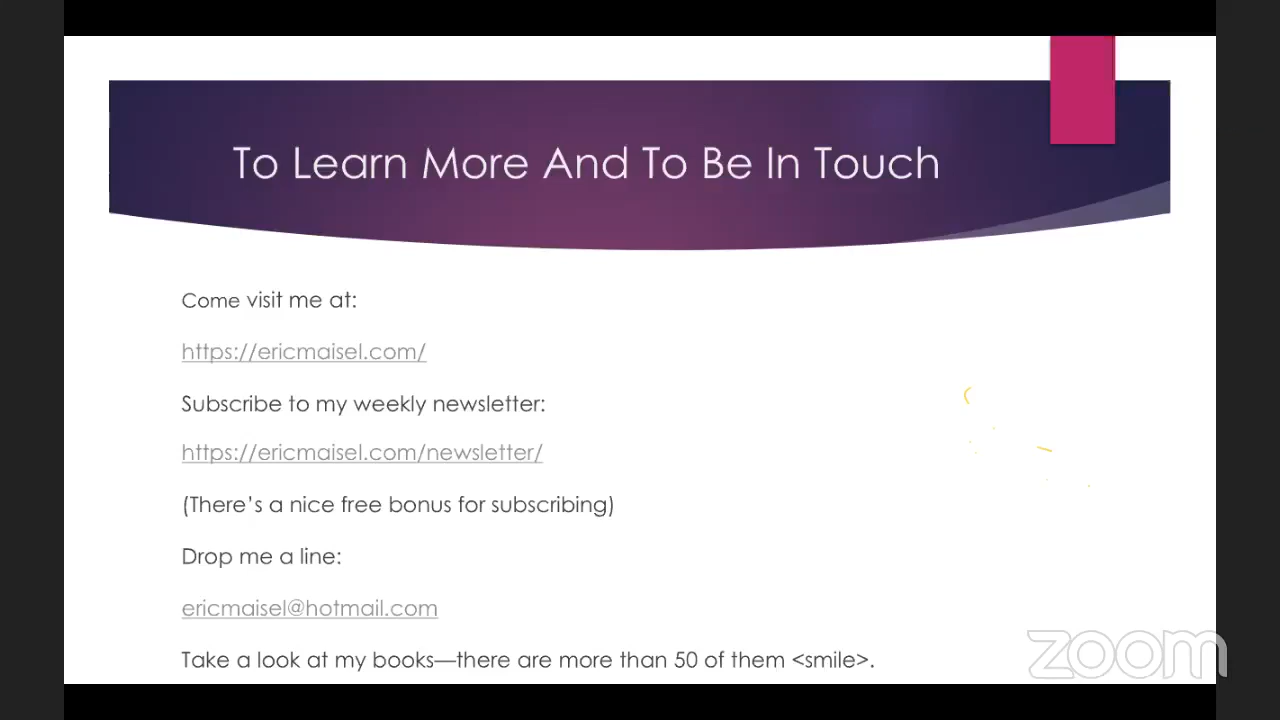 To Learn More And To Be In Touch
Come visit me at:
https://ericmaisel.com/
Subscribe to my weekly newsletter:
https://ericmaisel.com/newsletter/
(There's a nice free bonus for subscribing)
Drop me a line:
ericmaisel@hotmail.com
Take a look at my books—there are more than 50 of them <smile>.
zoom